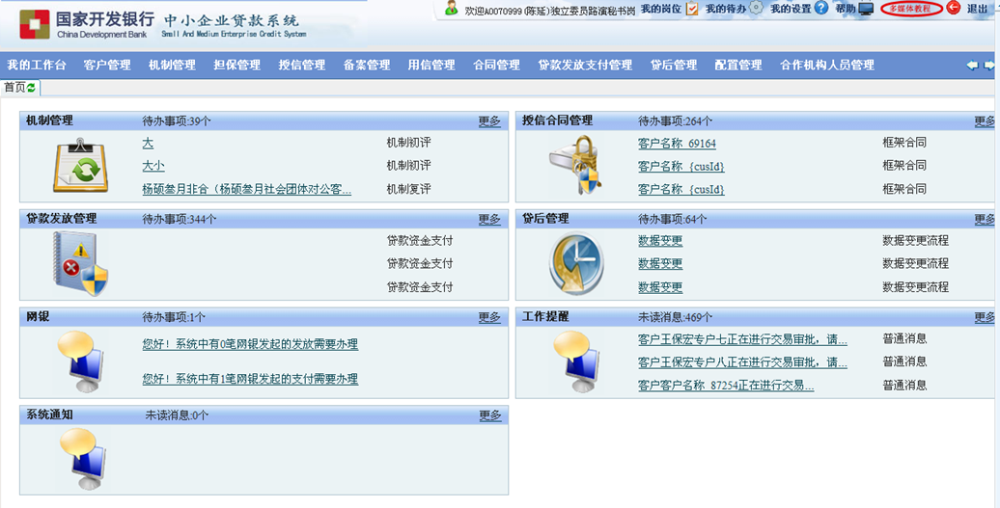 国家开发银行 中小企业贷款系统
China Development Bank Small And Medium Enterprise Credit System
欢迎A0070999 (陈延)独立委员路演秘书岗 我的岗位 我的待办 我的设置 帮助 多媒体教程 退出
我的工作台 客户管理 机制管理 担保管理 授信管理 备案管理 用信管理 合同管理 贷款发放支付管理 贷后管理 配置管理 合作机构人员管理
首页
机制管理 待办事项:39个 更多
大 机制初评
大小 机制初评
杨硕叁月非合（杨硕叁月社会团体对公客... 机制复评
授信合同管理 待办事项:264个 更多
客户名称_69164 框架合同
客户名称_{cusId} 框架合同
客户名称_{cusId} 框架合同
贷款发放管理 待办事项:344个 更多
贷款资金支付
贷款资金支付
贷款资金支付
贷后管理 待办事项:64个 更多
数据变更 数据变更流程
数据变更 数据变更流程
数据变更 数据变更流程
网银 待办事项:1个 更多
您好！系统中有0笔网银发起的发放需要办理
您好！系统中有1笔网银发起的支付需要办理
工作提醒 未读消息:469个 更多
客户王保宏专户七正在进行交易审批，请... 普通消息
客户王保宏专户八正在进行交易审批，请... 普通消息
客户客户名称_87254正在进行交易... 普通消息
系统通知 未读消息:0个 更多